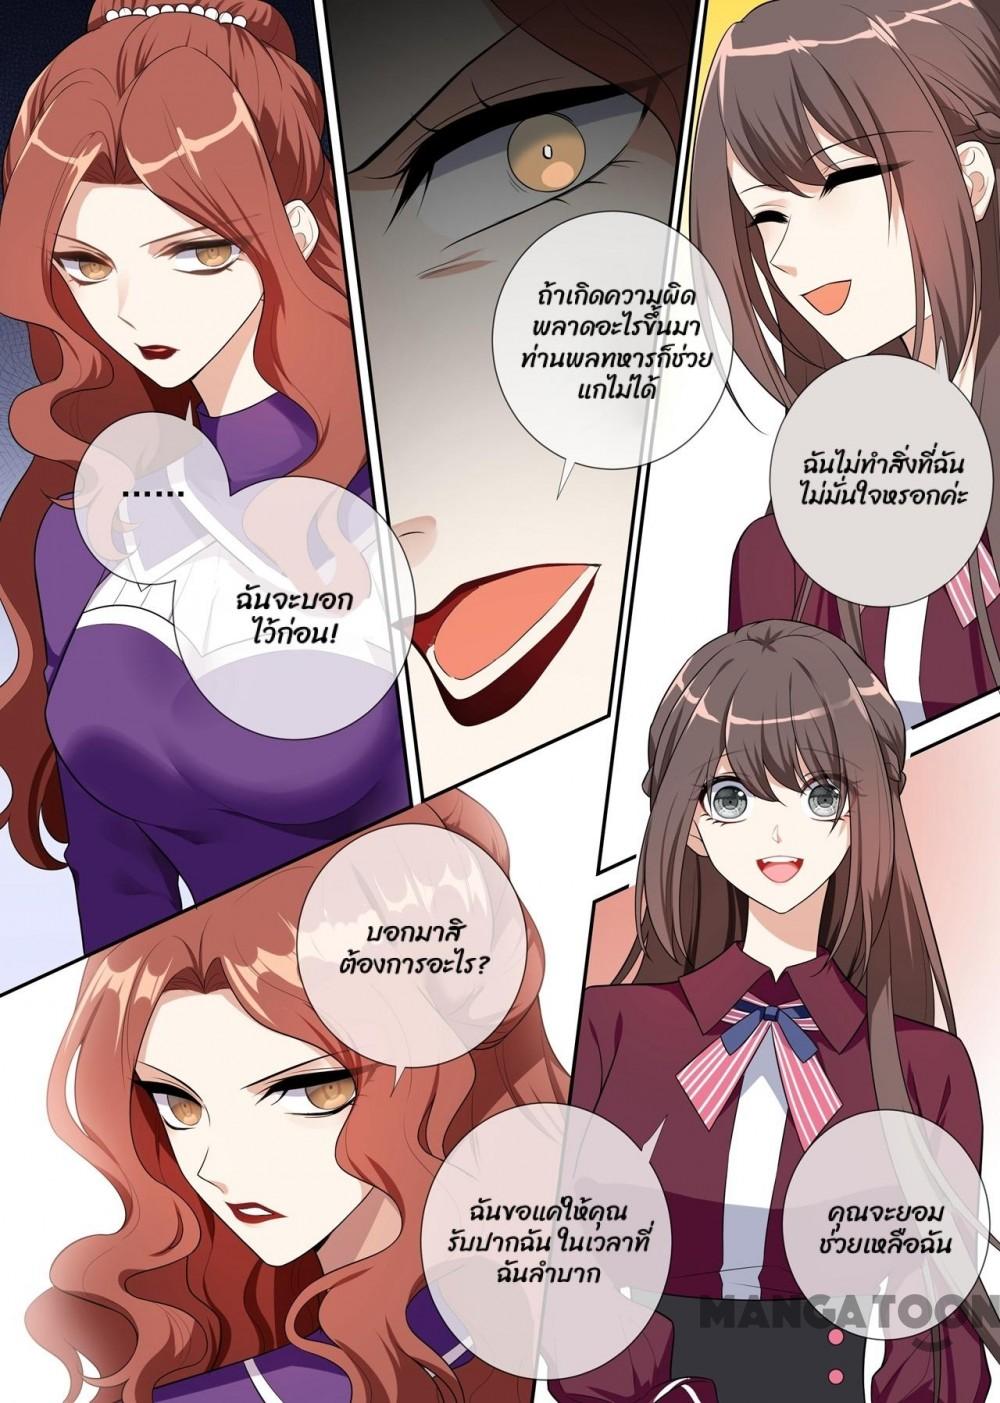 ......
ฉันจะบอก
ไว้ก่อน!
ถ้าเกิดความผิด
พลาดอะไรขึ้นมา
ท่านพลทหารก็ช่วย
แกไม่ได้
ฉันไม่ทำสิ่งที่ฉัน
ไม่มั่นใจหรอกค่ะ
บอกมาสิ
ต้องการอะไร?
ฉันขอแค่ให้คุณ
รับปากฉัน ในเวลาที่
ฉันลำบาก
คุณจะยอม
ช่วยเหลือฉัน
MANGATOON